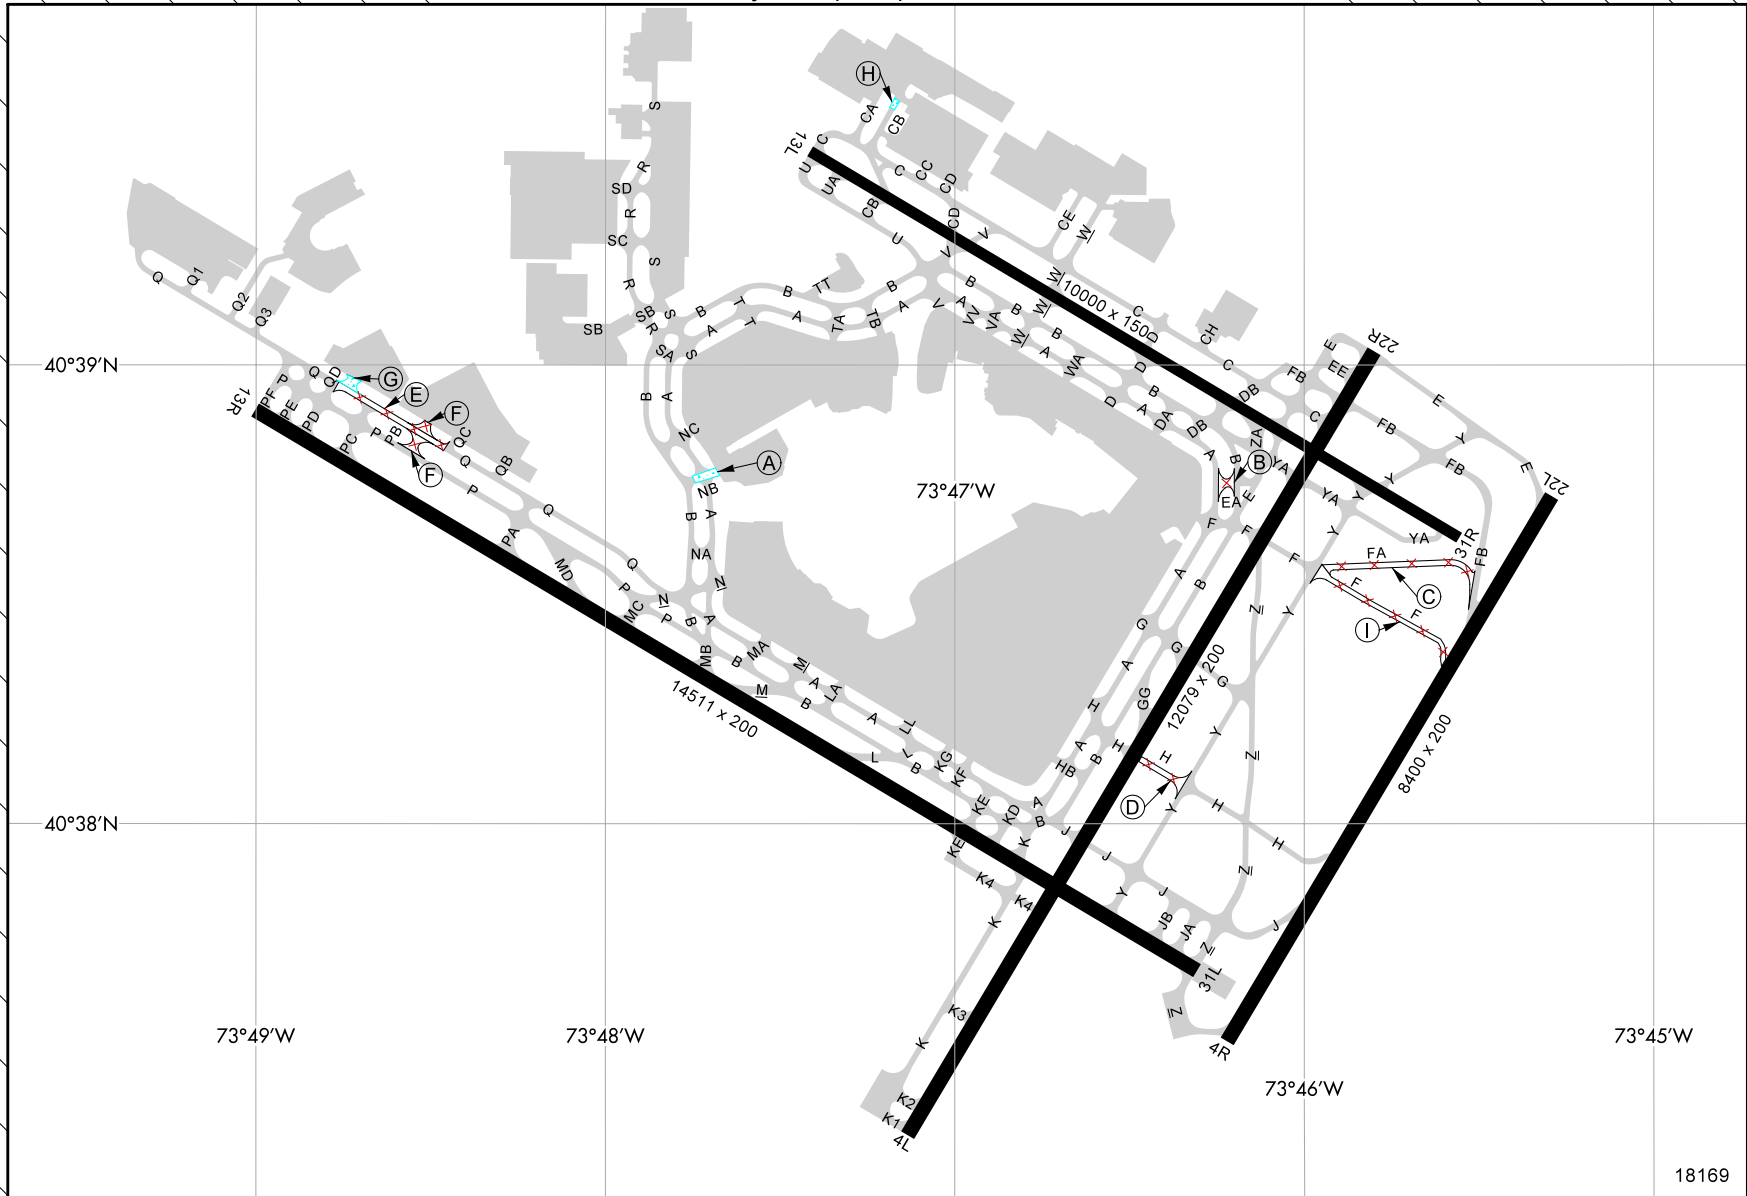 H
CA
CB
S
13L
C
U
UA
CB
C
CC
CD
CD
V
V
U
CE
W
R
SD
R
SC
S
R
SB
SB
S
R
SA
S
Q
Q1
Q2
Q3
B
T
T
A
B
TT
A
TA
TB
B
A
V
B
A
VV
VA
B
W
W
W
10000 x 150
B
A
WA
C
D
D
D
B
A
DA
DB
DB
CH
C
FB
E
EE
22R
40°39'N
P
Q
QD
G
E
F
F
PF
PE
PD
13R
PC
P
PB
QC
Q
QB
P
Q
PA
MD
Q
P
MC
N
P
B
B
A
NC
A
NB
B
A
NA
N
A
MB
B
MA
M
M
A
LA
B
14511 x 200
A
LL
L
L
B
KG
KF
KE
KD
A
B
KE
K
K4
K4
K
K3
K
K2
K1
4L
73°47'W
C
ZA
YA
B
A
B
EA
E
F
F
F
YA
Y
Y
Y
FB
E
Y
FB
E
22L
YA
31R
FB
FA
F
F
C
I
A
B
Z
Y
G
G
G
A
GG
12079 x 200
H
A
HB
B
H
H
D
Y
Y
Z
H
H
8400 x 200
J
J
Y
J
JB
JA
Z
J
Z
31L
Z
4R
40°38'N
73°49'W
73°48'W
73°46'W
73°45'W
18169